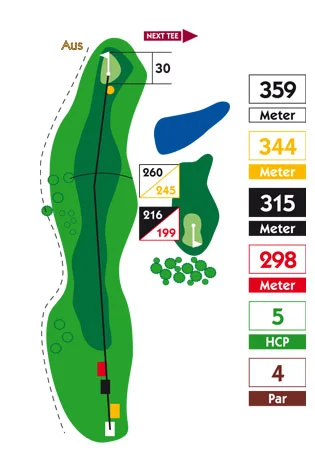 Aus
NEXT TEE
30
359
Meter
260
245
344
Meter
216
199
315
Meter
298
Meter
5
HCP
4
Par